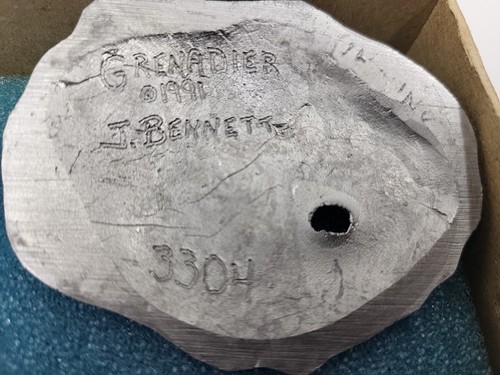 GRENADIER
©1991
J. BENNETT
3304